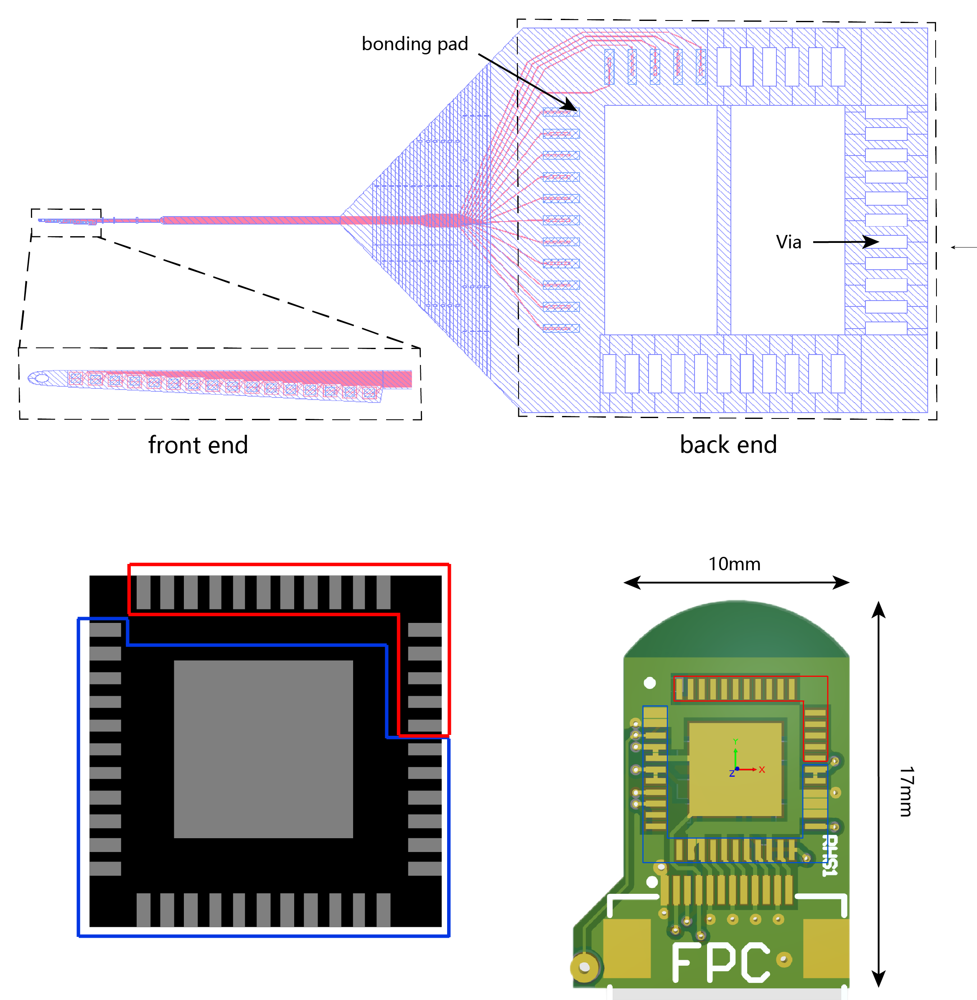 bonding pad
Via
front end
back end
10mm
17mm
Y
Z
X
RHS1
FPC